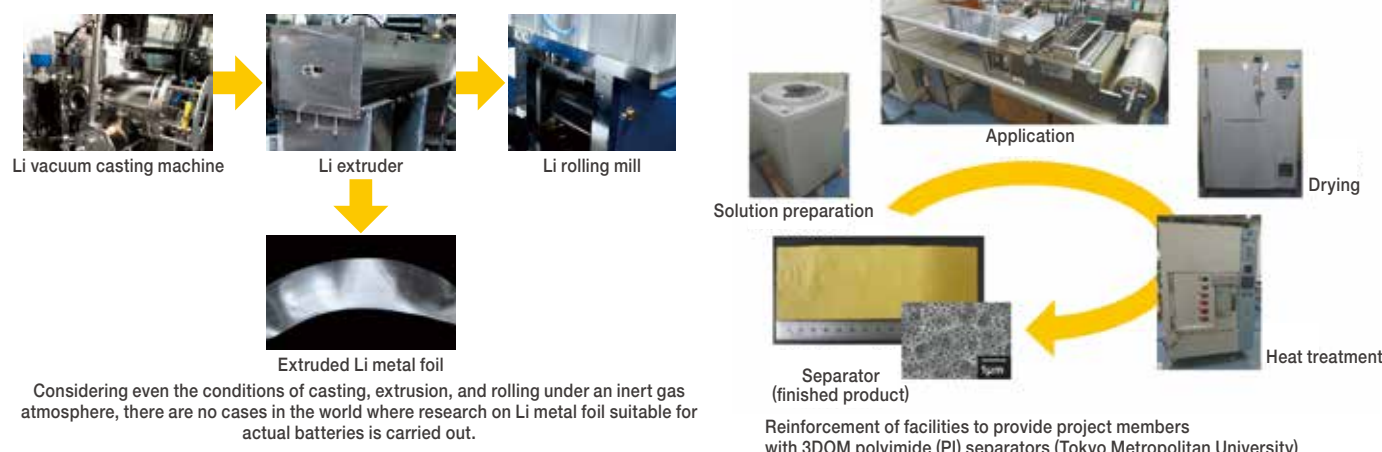 Li vacuum casting machine
Li extruder
Li rolling mill
Extruded Li metal foil
Considering even the conditions of casting, extrusion, and rolling under an inert gas
atmosphere, there are no cases in the world where research on Li metal foil suitable for
actual batteries is carried out.
Application
Solution preparation
Drying
Heat treatment
Separator
(finished product)
1μm
Reinforcement of facilities to provide project members
with 3DOM polyimide (PI) separators (Tokyo Metropolitan University)